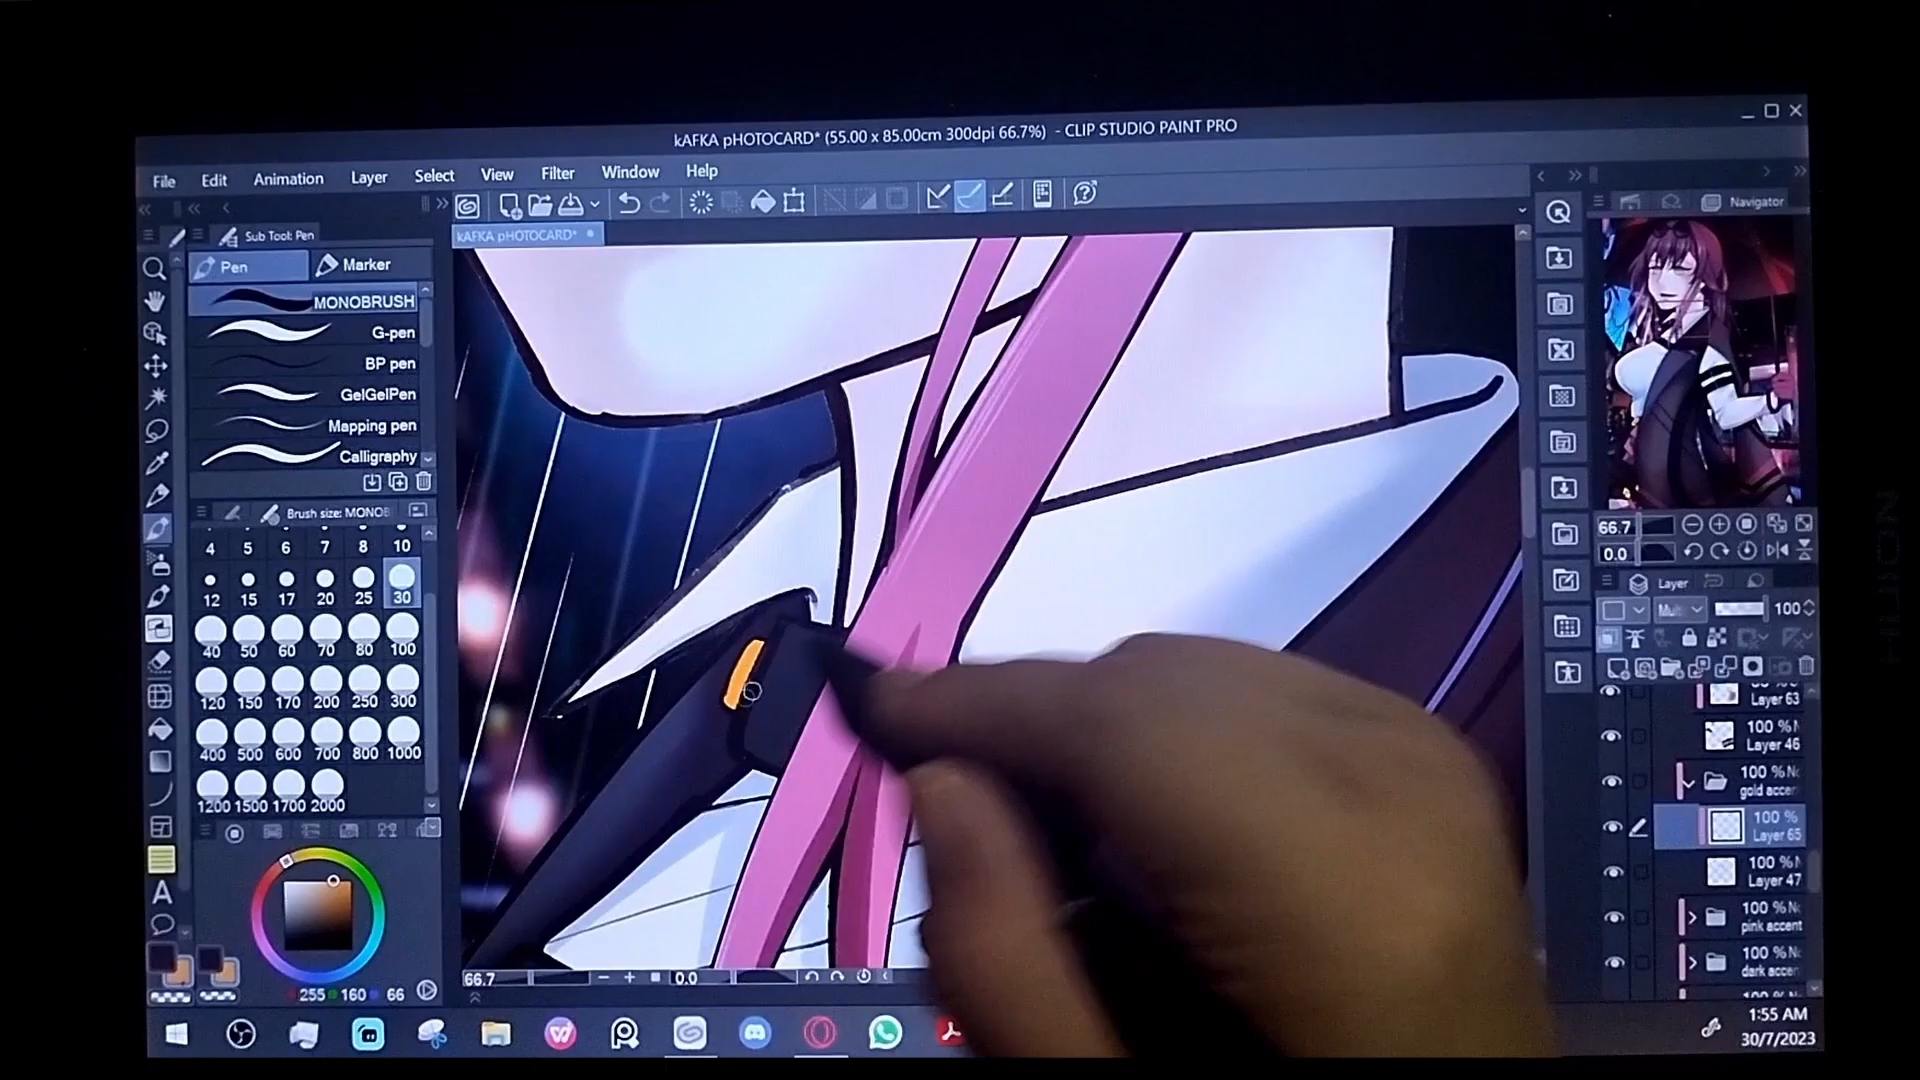 kAFKA pHOTOCARD* (55.00 x 85.00cm 300dpi 66.7%) - CLIP STUDIO PAINT PRO
File Edit Animation Layer Select View Filter Window Help
Sub Tool: Pen
kAFKA pHOTOCARD*
Navigator
Pen Marker
MONOBRUSH
G-pen
BP pen
GelGelPen
Mapping pen
Calligraphy
Brush size: MONOB
4 5 6 7 8 10
12 15 17 20 25 30
40 50 60 70 80 100
120 150 170 200 250 300
400 500 600 700 800 1000
1200 1500 1700 2000
255 160 66
66.7 0.0
66.7
0.0
Layer
Mult 100
Layer 63
100 % N
Layer 46
100 % No
gold accen
100 %
Layer 65
100 % N
Layer 47
100 % No
pink accent
100 % No
dark accen
1:55 AM
30/7/2023